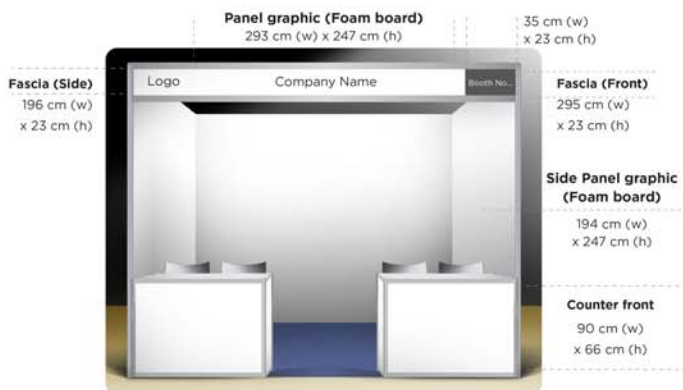 Panel graphic (Foam board)
293 cm (w) x 247 cm (h)
35 cm (w)
x 23 cm (h)
Fascia (Side)
196 cm (w)
x 23 cm (h)
Logo
Company Name
Booth No...
Fascia (Front)
295 cm (w)
x 23 cm (h)
Side Panel graphic
(Foam board)
194 cm (w)
x 247 cm (h)
Counter front
90 cm (w)
x 66 cm (h)